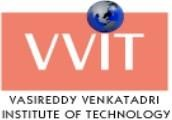 VVIT
VASIREDDY VENKATADRI
INSTITUTE OF TECHNOLOGY